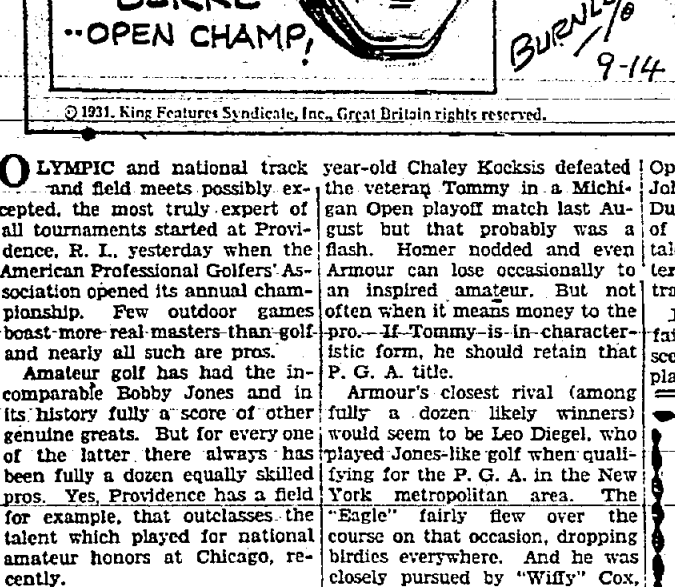 ··OPEN CHAMP!
BURNLEY
9-14
© 1931, King Features Syndicate, Inc., Great Britain rights reserved.
OLYMPIC and national track
and field meets possibly ex-
cepted, the most truly expert of
all tournaments started at Provi-
dence, R. I., yesterday when the
American Professional Golfers' As-
sociation opened its annual cham-
pionship. Few outdoor games
boast more real masters than golf
and nearly all such are pros.
Amateur golf has had the in-
comparable Bobby Jones and in
its history fully a score of other
genuine greats. But for every one
of the latter there always has
been fully a dozen equally skilled
pros. Yes, Providence has a field
for example, that outclasses the
talent which played for national
amateur honors at Chicago, re-
cently.
year-old Chaley Kocksis defeated
the veteran Tommy in a Michi-
gan Open playoff match last Au-
gust but that probably was a
flash. Homer nodded and even
Armour can lose occasionally to
an inspired amateur. But not
often when it means money to the
pro. If Tommy is in character-
istic form, he should retain that
P. G. A. title.
Armour's closest rival (among
fully a dozen likely winners)
would seem to be Leo Diegel, who
played Jones-like golf when quali-
fying for the P. G. A. in the New
York metropolitan area. The
"Eagle" fairly flew over the
course on that occasion, dropping
birdies everywhere. And he was
closely pursued by "Wiffy" Cox,
of